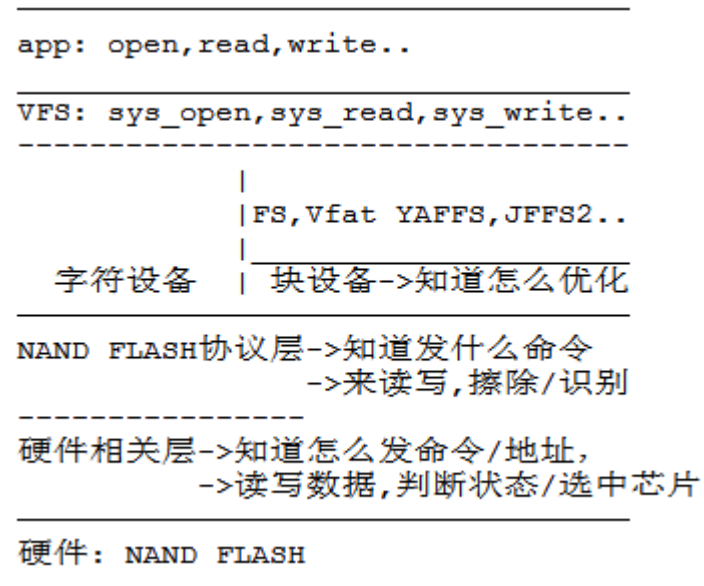 app: open,read,write..
VFS: sys_open,sys_read,sys_write..
FS,Vfat YAFFS,JFFS2..
字符设备 | 块设备->知道怎么优化
NAND FLASH协议层->知道发什么命令
->来读写,擦除/识别
硬件相关层->知道怎么发命令/地址,
->读写数据,判断状态/选中芯片
硬件: NAND FLASH